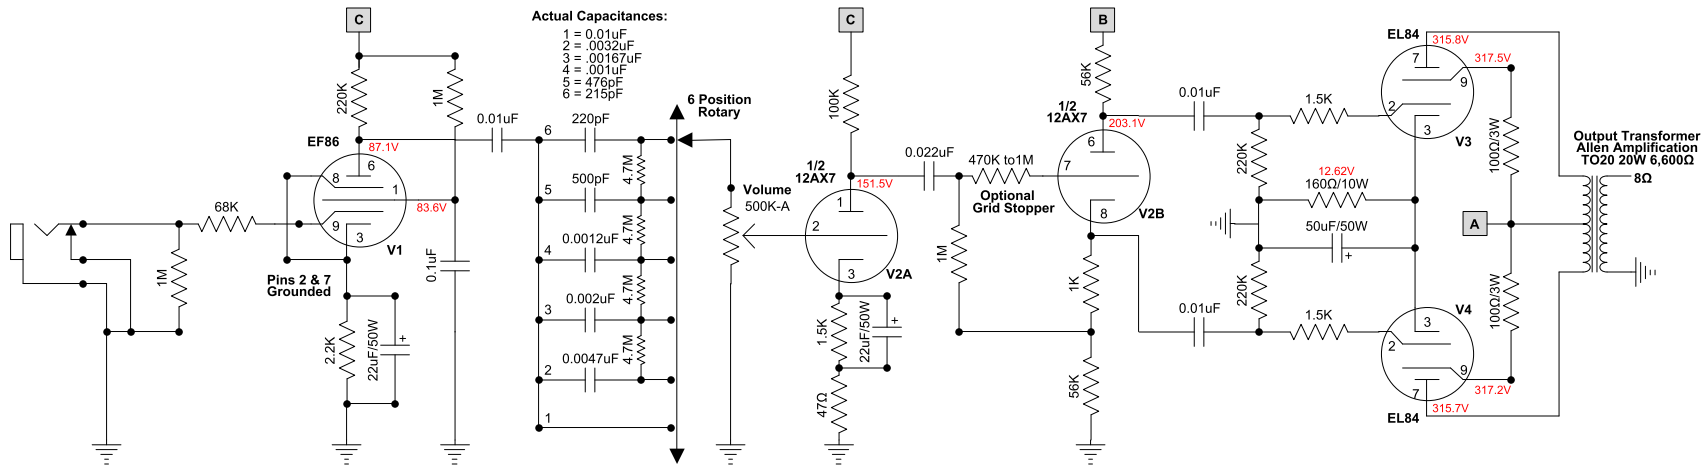 C
220K
1M
EF86
87.1V
6
8
1
83.6V
9
3
V1
68K
1M
Pins 2 & 7
Grounded
2.2K
22uF/50W
+
0.1uF
0.01uF
Actual Capacitances:
1 = 0.01uF
2 = .0032uF
3 = .00167uF
4 = .001uF
5 = 476pF
6 = 215pF
6 Position
Rotary
6
220pF
4.7M
5
500pF
4.7M
4
0.0012uF
4.7M
3
0.002uF
4.7M
2
0.0047uF
1
Volume
500K-A
C
100K
1/2
12AX7
151.5V
1
2
3
V2A
1.5K
22uF/50W
+
47Ω
0.022uF
470K to1M
Optional
Grid Stopper
1M
B
56K
1/2
12AX7
203.1V
6
7
8
V2B
1K
56K
0.01uF
0.01uF
220K
220K
1.5K
1.5K
12.62V
160Ω/10W
50uF/50W
+
EL84
315.8V
317.5V
7
9
2
3
V3
100Ω/3W
A
100Ω/3W
V4
3
2
9
7
317.2V
315.7V
EL84
Output Transformer
Allen Amplification
TO20 20W 6,600Ω
8Ω